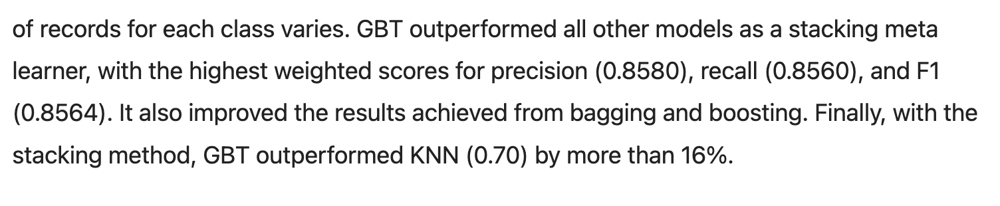 of records for each class varies. GBT outperformed all other models as a stacking meta
learner, with the highest weighted scores for precision (0.8580), recall (0.8560), and F1
(0.8564). It also improved the results achieved from bagging and boosting. Finally, with the
stacking method, GBT outperformed KNN (0.70) by more than 16%.